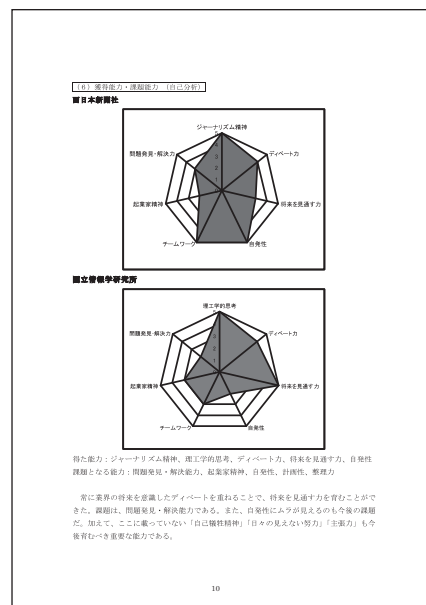 (6) 獲得能力・課題能力 (自己分析)
西日本新聞社
ジャーナリズム精神
ディベート力
将来を見通す力
自発性
チームワーク
起業家精神
問題発見・解決力
5
4
3
2
1
0
国立情報学研究所
理工学的思考
ディベート力
将来を見通す力
自発性
チームワーク
起業家精神
問題発見・解決力
5
4
3
2
1
0
得た能力：ジャーナリズム精神、理工学的思考、ディベート力、将来を見通す力、自発性
課題となる能力：問題発見・解決能力、起業家精神、自発性、計画性、整理力
常に業界の将来を意識したディベートを重ねることで、将来を見通す力を育むことがで
きた。課題は、問題発見・解決能力である。また、自発性にムラが見えるのも今後の課題
だ。加えて、ここに載っていない「自己犠牲精神」「日々の見えない努力」「主張力」も今
後育むべき重要な能力である。
10